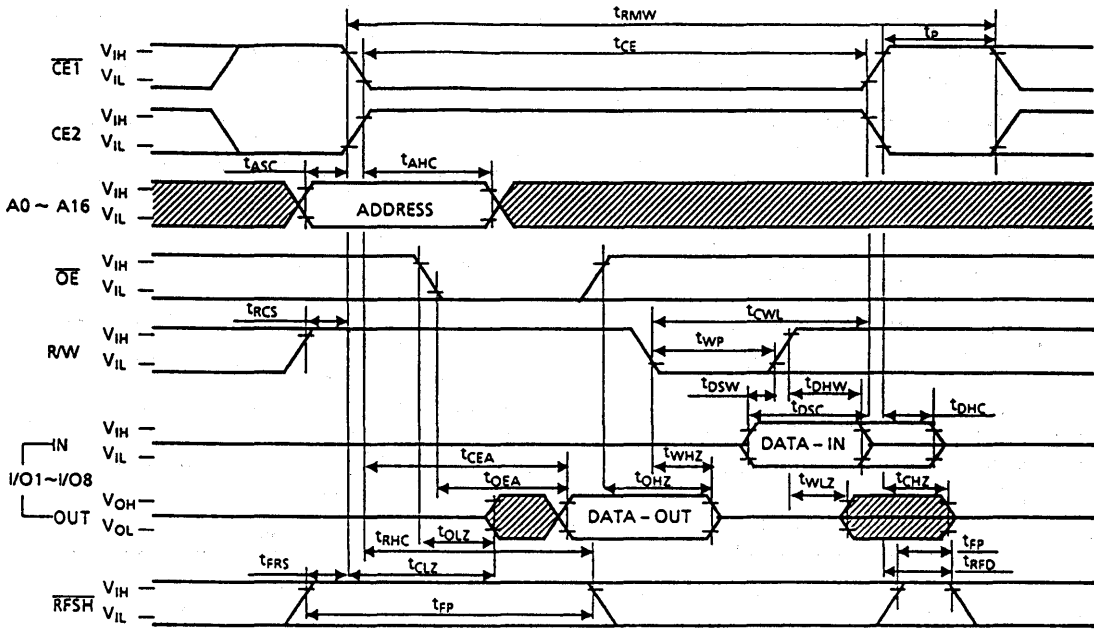 tRMW
tCE
tP
CE1
VIH
VIL
CE2
VIH
VIL
tASC
tAHC
A0 ~ A16
VIH
VIL
ADDRESS
OE
VIH
VIL
tRCS
tCWL
R/W
VIH
VIL
tWP
tDSW
tDHW
tDSC
tDHC
IN
VIH
VIL
DATA - IN
tCEA
tWHZ
I/O1~I/O8
tOEA
tOHZ
tWLZ
tCHZ
OUT
VOH
VOL
DATA - OUT
tOLZ
tRHC
tFP
tFRS
tCLZ
tRFD
RFSH
VIH
VIL
tFP